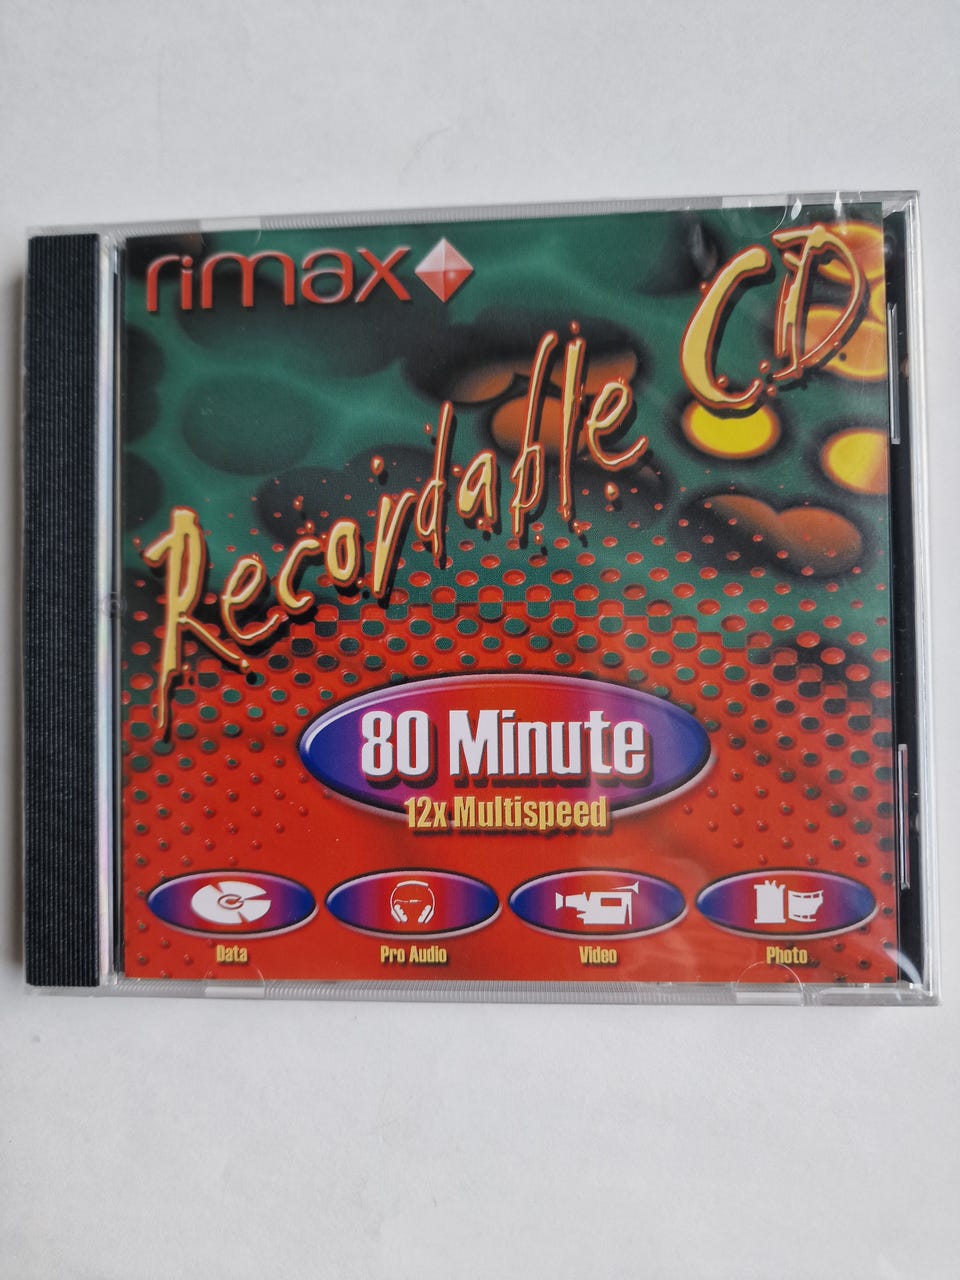 rimax
Recordable CD
80 Minute
12x Multispeed
Data
Pro Audio
Video
Photo